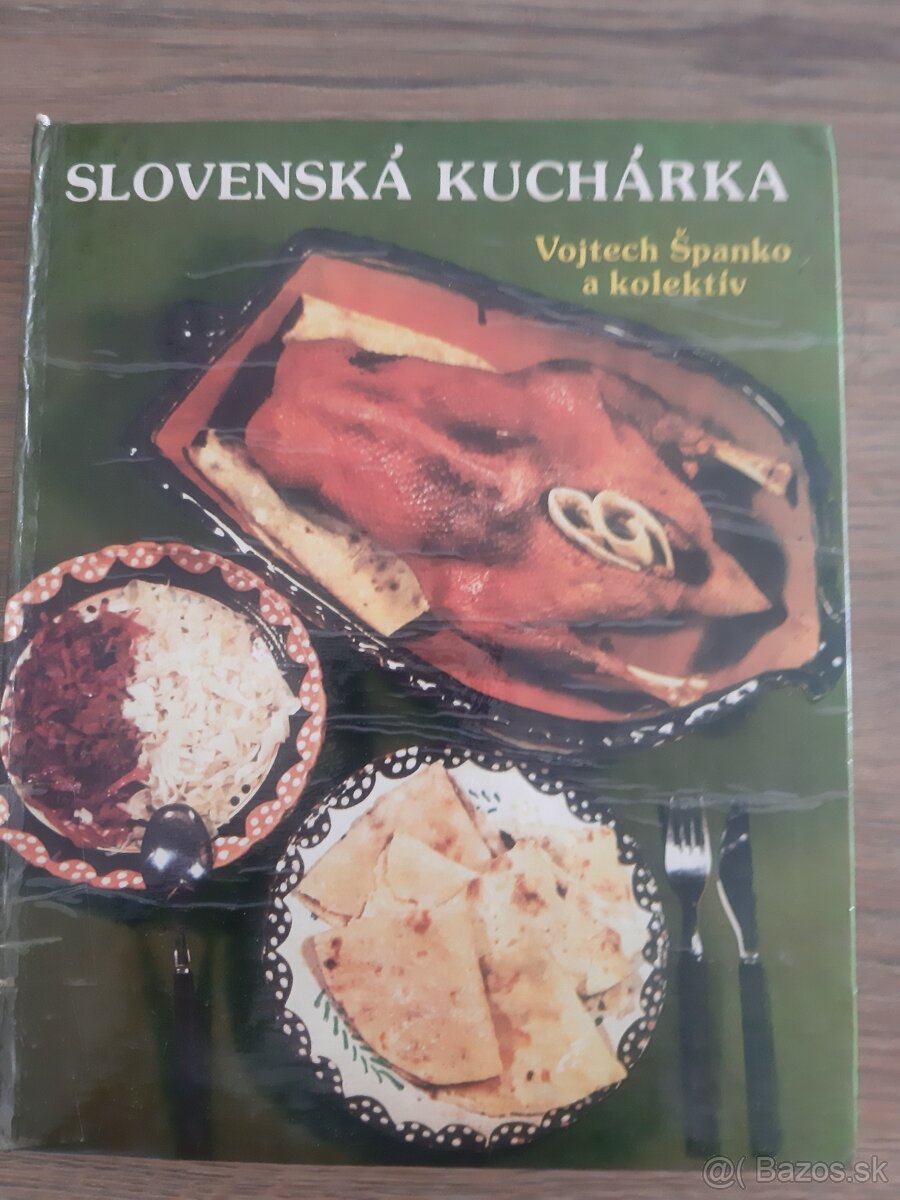 SLOVENSKÁ KUCHÁRKA
Vojtech Španko
a kolektív
@( Bazos.sk